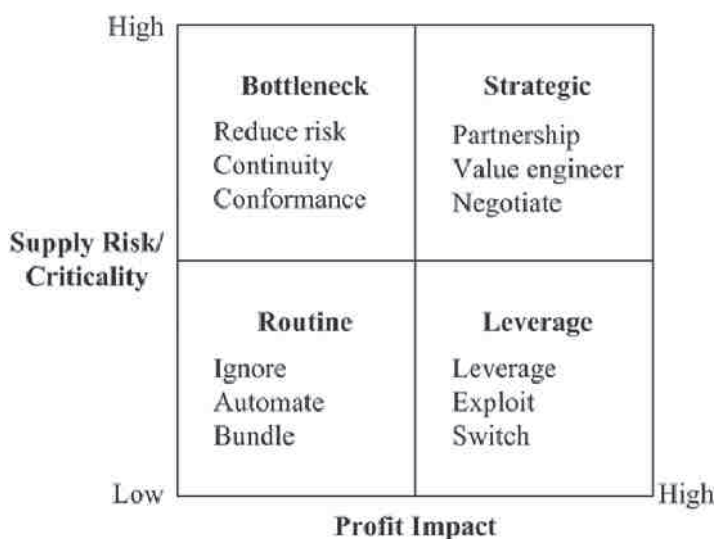 High
Bottleneck
Reduce risk
Continuity
Conformance
Strategic
Partnership
Value engineer
Negotiate
Supply Risk/
Criticality
Routine
Ignore
Automate
Bundle
Leverage
Leverage
Exploit
Switch
Low
High
Profit Impact